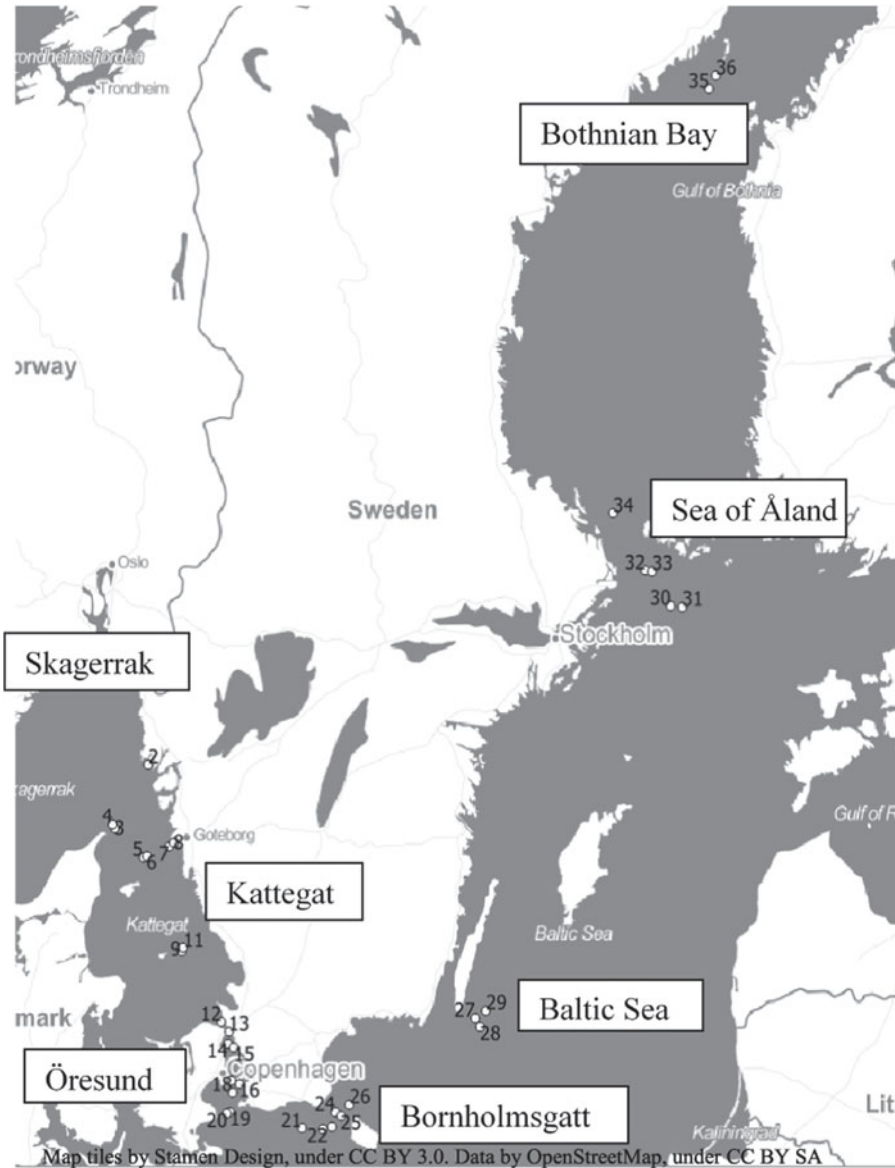 rondheimsfjorden
Trondheim
36
35
Bothnian Bay
Gulf of Bothnia
orway
Sweden
34
Sea of Åland
32 33
30 31
Oslo
Stockholm
Skagerrak
2
kagerrak
4
3
Goteborg
8
5
7
6
Gulf of R
Kattegat
Kattegat
11
9
Baltic Sea
29
27
28
Baltic Sea
12
mark
13
14
15
Öresund
Copenhagen
18
16
26
24
20 19
21
25
22
Bornholmsgatt
Lit
Kaliningrad
Map tiles by Stamen Design, under CC BY 3.0. Data by OpenStreetMap, under CC BY SA